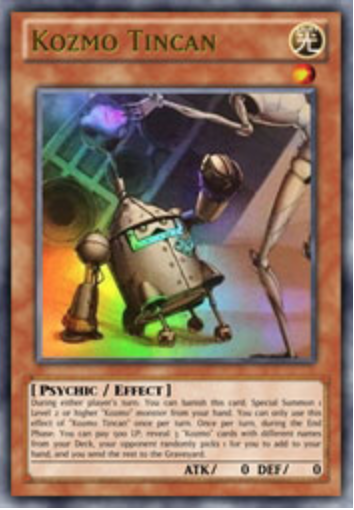 KOZMO TINCAN
光
[ PSYCHIC / EFFECT ]
During either player's turn: You can banish this card; Special Summon 1
Level 2 or higher "Kozmo" monster from your hand. You can only use this
effect of "Kozmo Tincan" once per turn. Once per turn, during the End
Phase: You can pay 500 LP; reveal 3 "Kozmo" cards with different names
from your Deck, your opponent randomly picks 1 for you to add to your
hand, and you send the rest to the Graveyard.
ATK/ 0 DEF/ 0